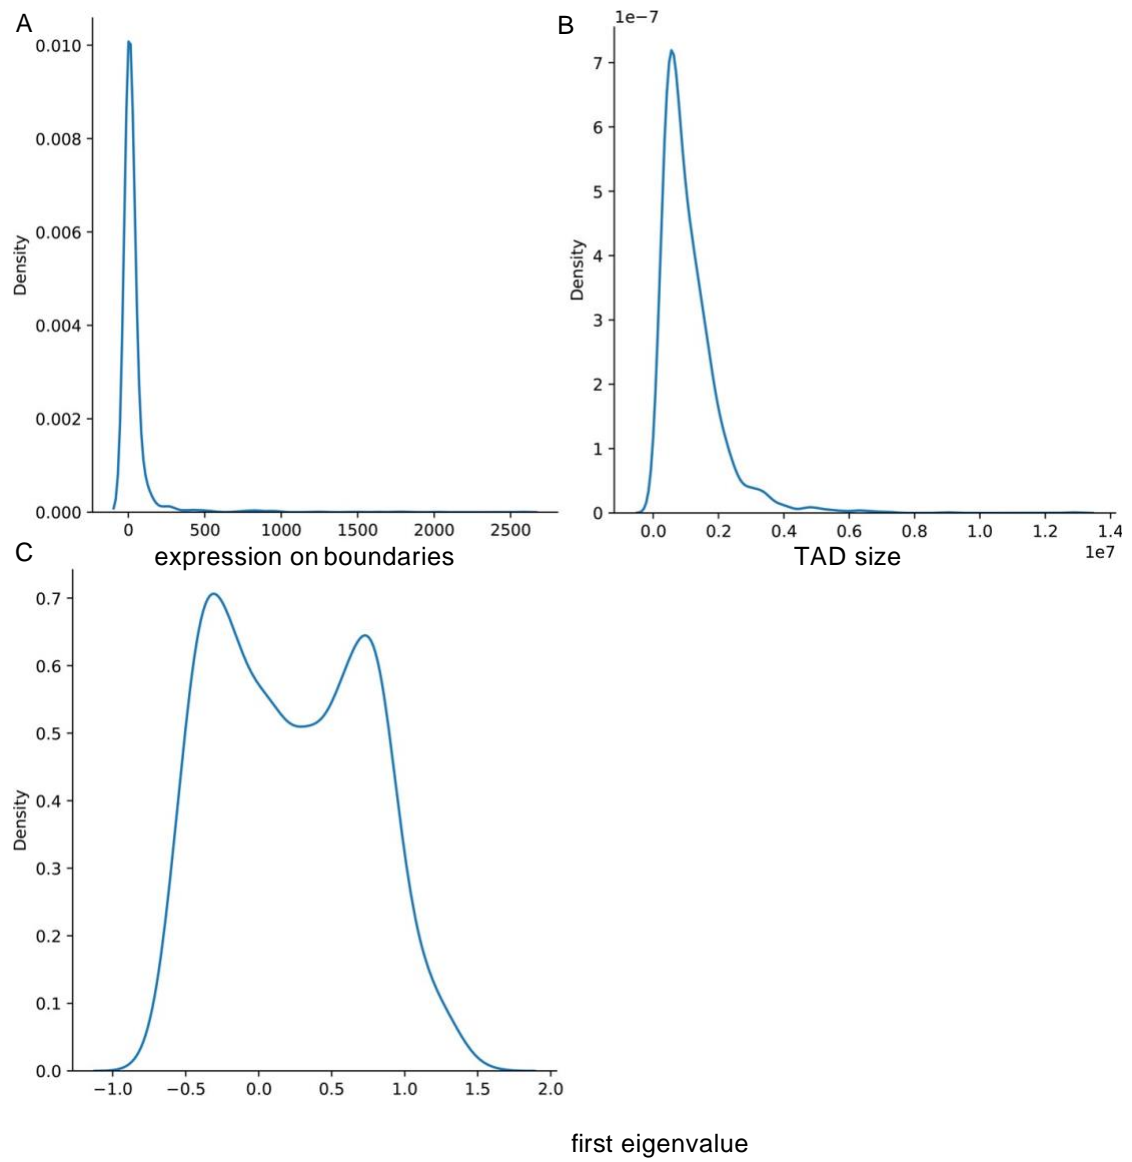 A
0.010
0.008
0.006
0.004
0.002
0.000
Density
0 500 1000 1500 2000 2500
expression on boundaries
B
1e−7
7
6
5
4
3
2
1
0
Density
0.0 0.2 0.4 0.6 0.8 1.0 1.2 1.4
1e7
TAD size
C
0.7
0.6
0.5
0.4
0.3
0.2
0.1
0.0
Density
−1.0 −0.5 0.0 0.5 1.0 1.5 2.0
first eigenvalue